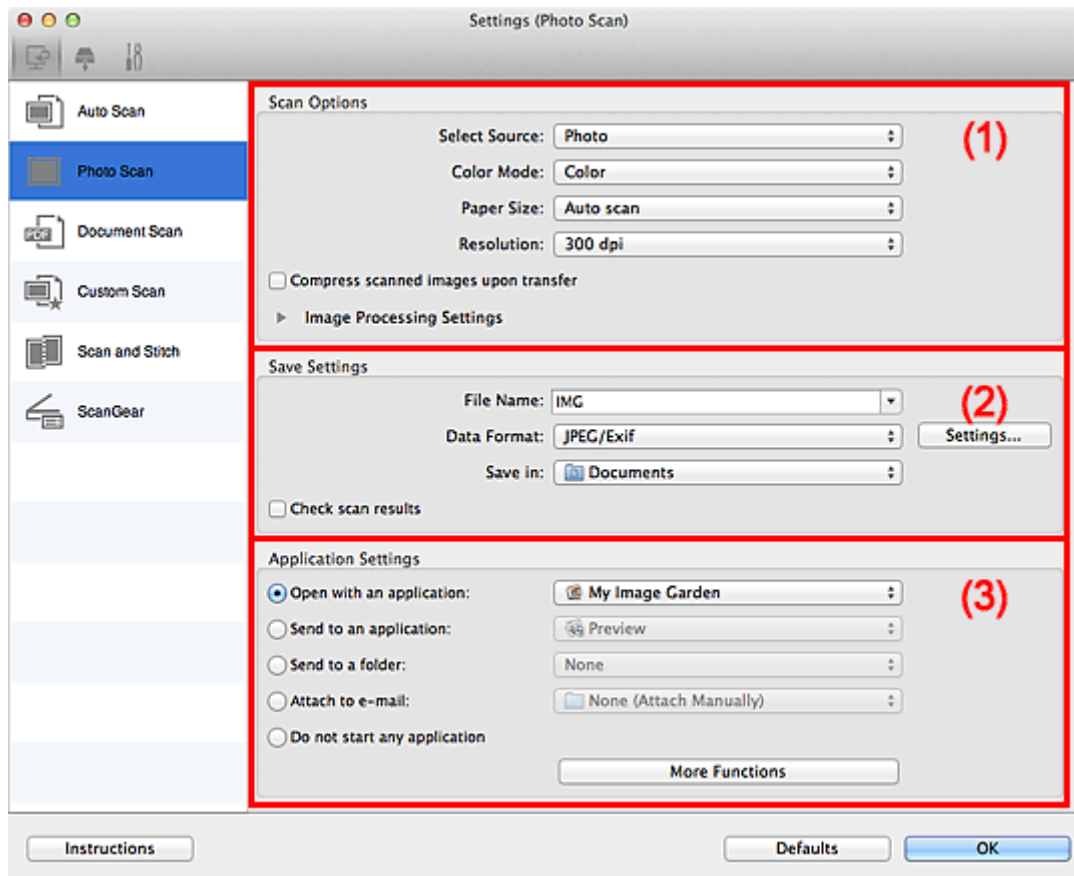 Settings (Photo Scan)
Auto Scan
Photo Scan
PDF
Document Scan
Custom Scan
Scan and Stitch
ScanGear
Scan Options
(1)
Select Source: Photo
Color Mode: Color
Paper Size: Auto scan
Resolution: 300 dpi
Compress scanned images upon transfer
Image Processing Settings
Save Settings
(2)
File Name: IMG
Data Format: JPEG/Exif Settings...
Save in: Documents
Check scan results
Application Settings
(3)
Open with an application: My Image Garden
Send to an application: Preview
Send to a folder: None
Attach to e-mail: None (Attach Manually)
Do not start any application
More Functions
Instructions Defaults OK